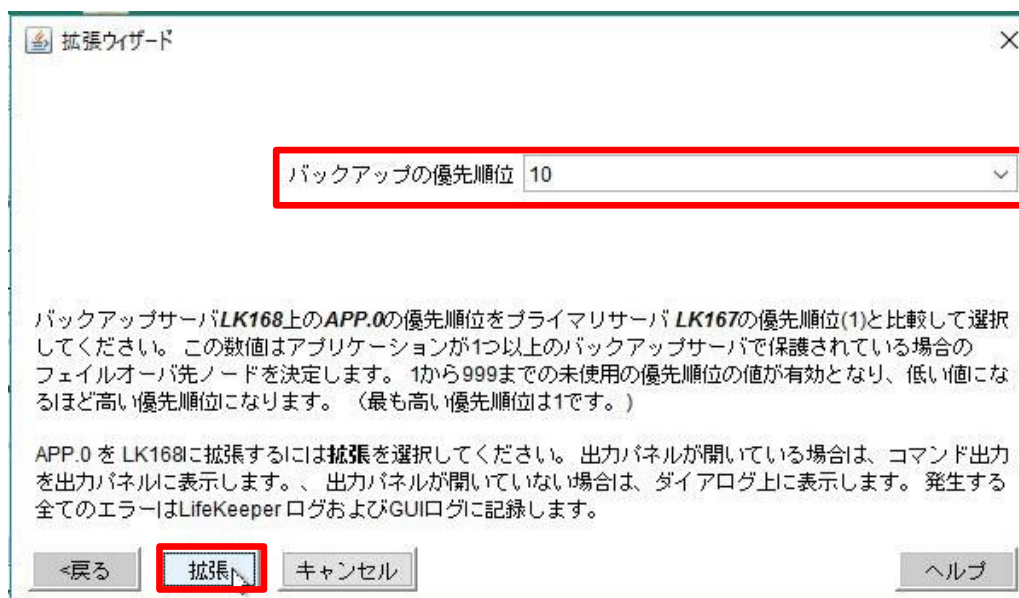 拡張ウィザード
バックアップの優先順位 10
バックアップサーバLK168上のAPP.0の優先順位をプライマリサーバ LK167の優先順位(1)と比較して選択
してください。 この数値はアプリケーションが1つ以上のバックアップサーバで保護されている場合の
フェイルオーバ先ノードを決定します。 1から999までの未使用の優先順位の値が有効となり、低い値にな
るほど高い優先順位になります。 （最も高い優先順位は1です。)
APP.0 を LK168に拡張するには拡張を選択してください。 出力パネルが開いている場合は、コマンド出力
を出力パネルに表示します。、 出力パネルが開いていない場合は、ダイアログ上に表示します。 発生する
全てのエラーはLifeKeeper ログおよびGUIログに記録します。
<戻る 拡張 キャンセル ヘルプ